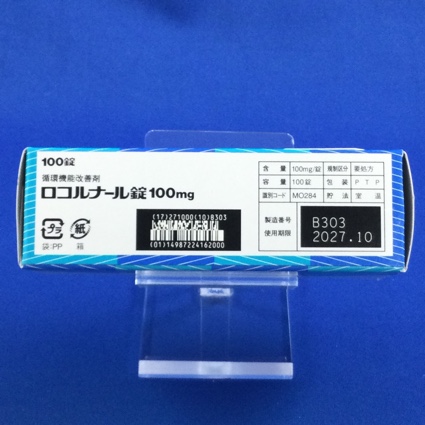 100錠
循環機能改善剤
ロコルナール錠100mg
(17)271000(10)B303
(01)14987224162000
プラ
紙
袋:PP
箱
含量 100mg/錠 規制区分 要処方
容量 100錠 包装 PTP
識別コード MO284 貯法 室温
製造番号 B303
使用期限 2027.10